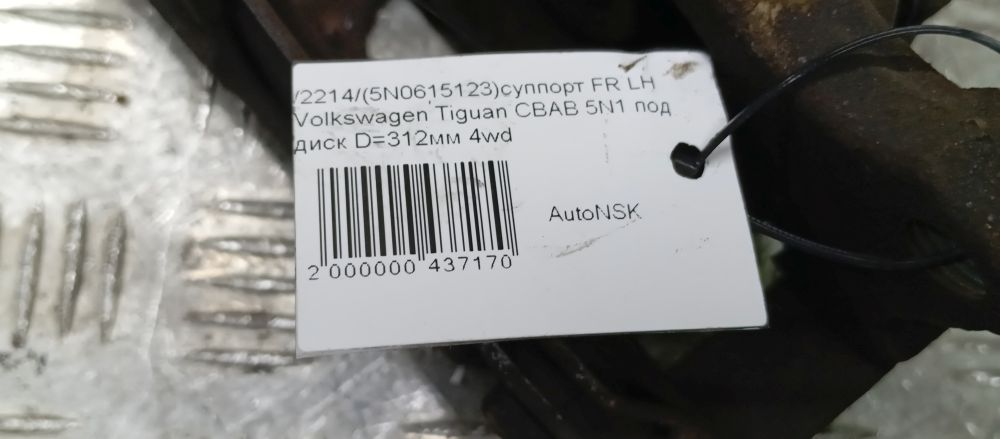 /2214/(5N0615123)суппорт FR LH
Volkswagen Tiguan CBAB 5N1 под
диск D=312мм 4wd
AutoNSK
2 000000 437170